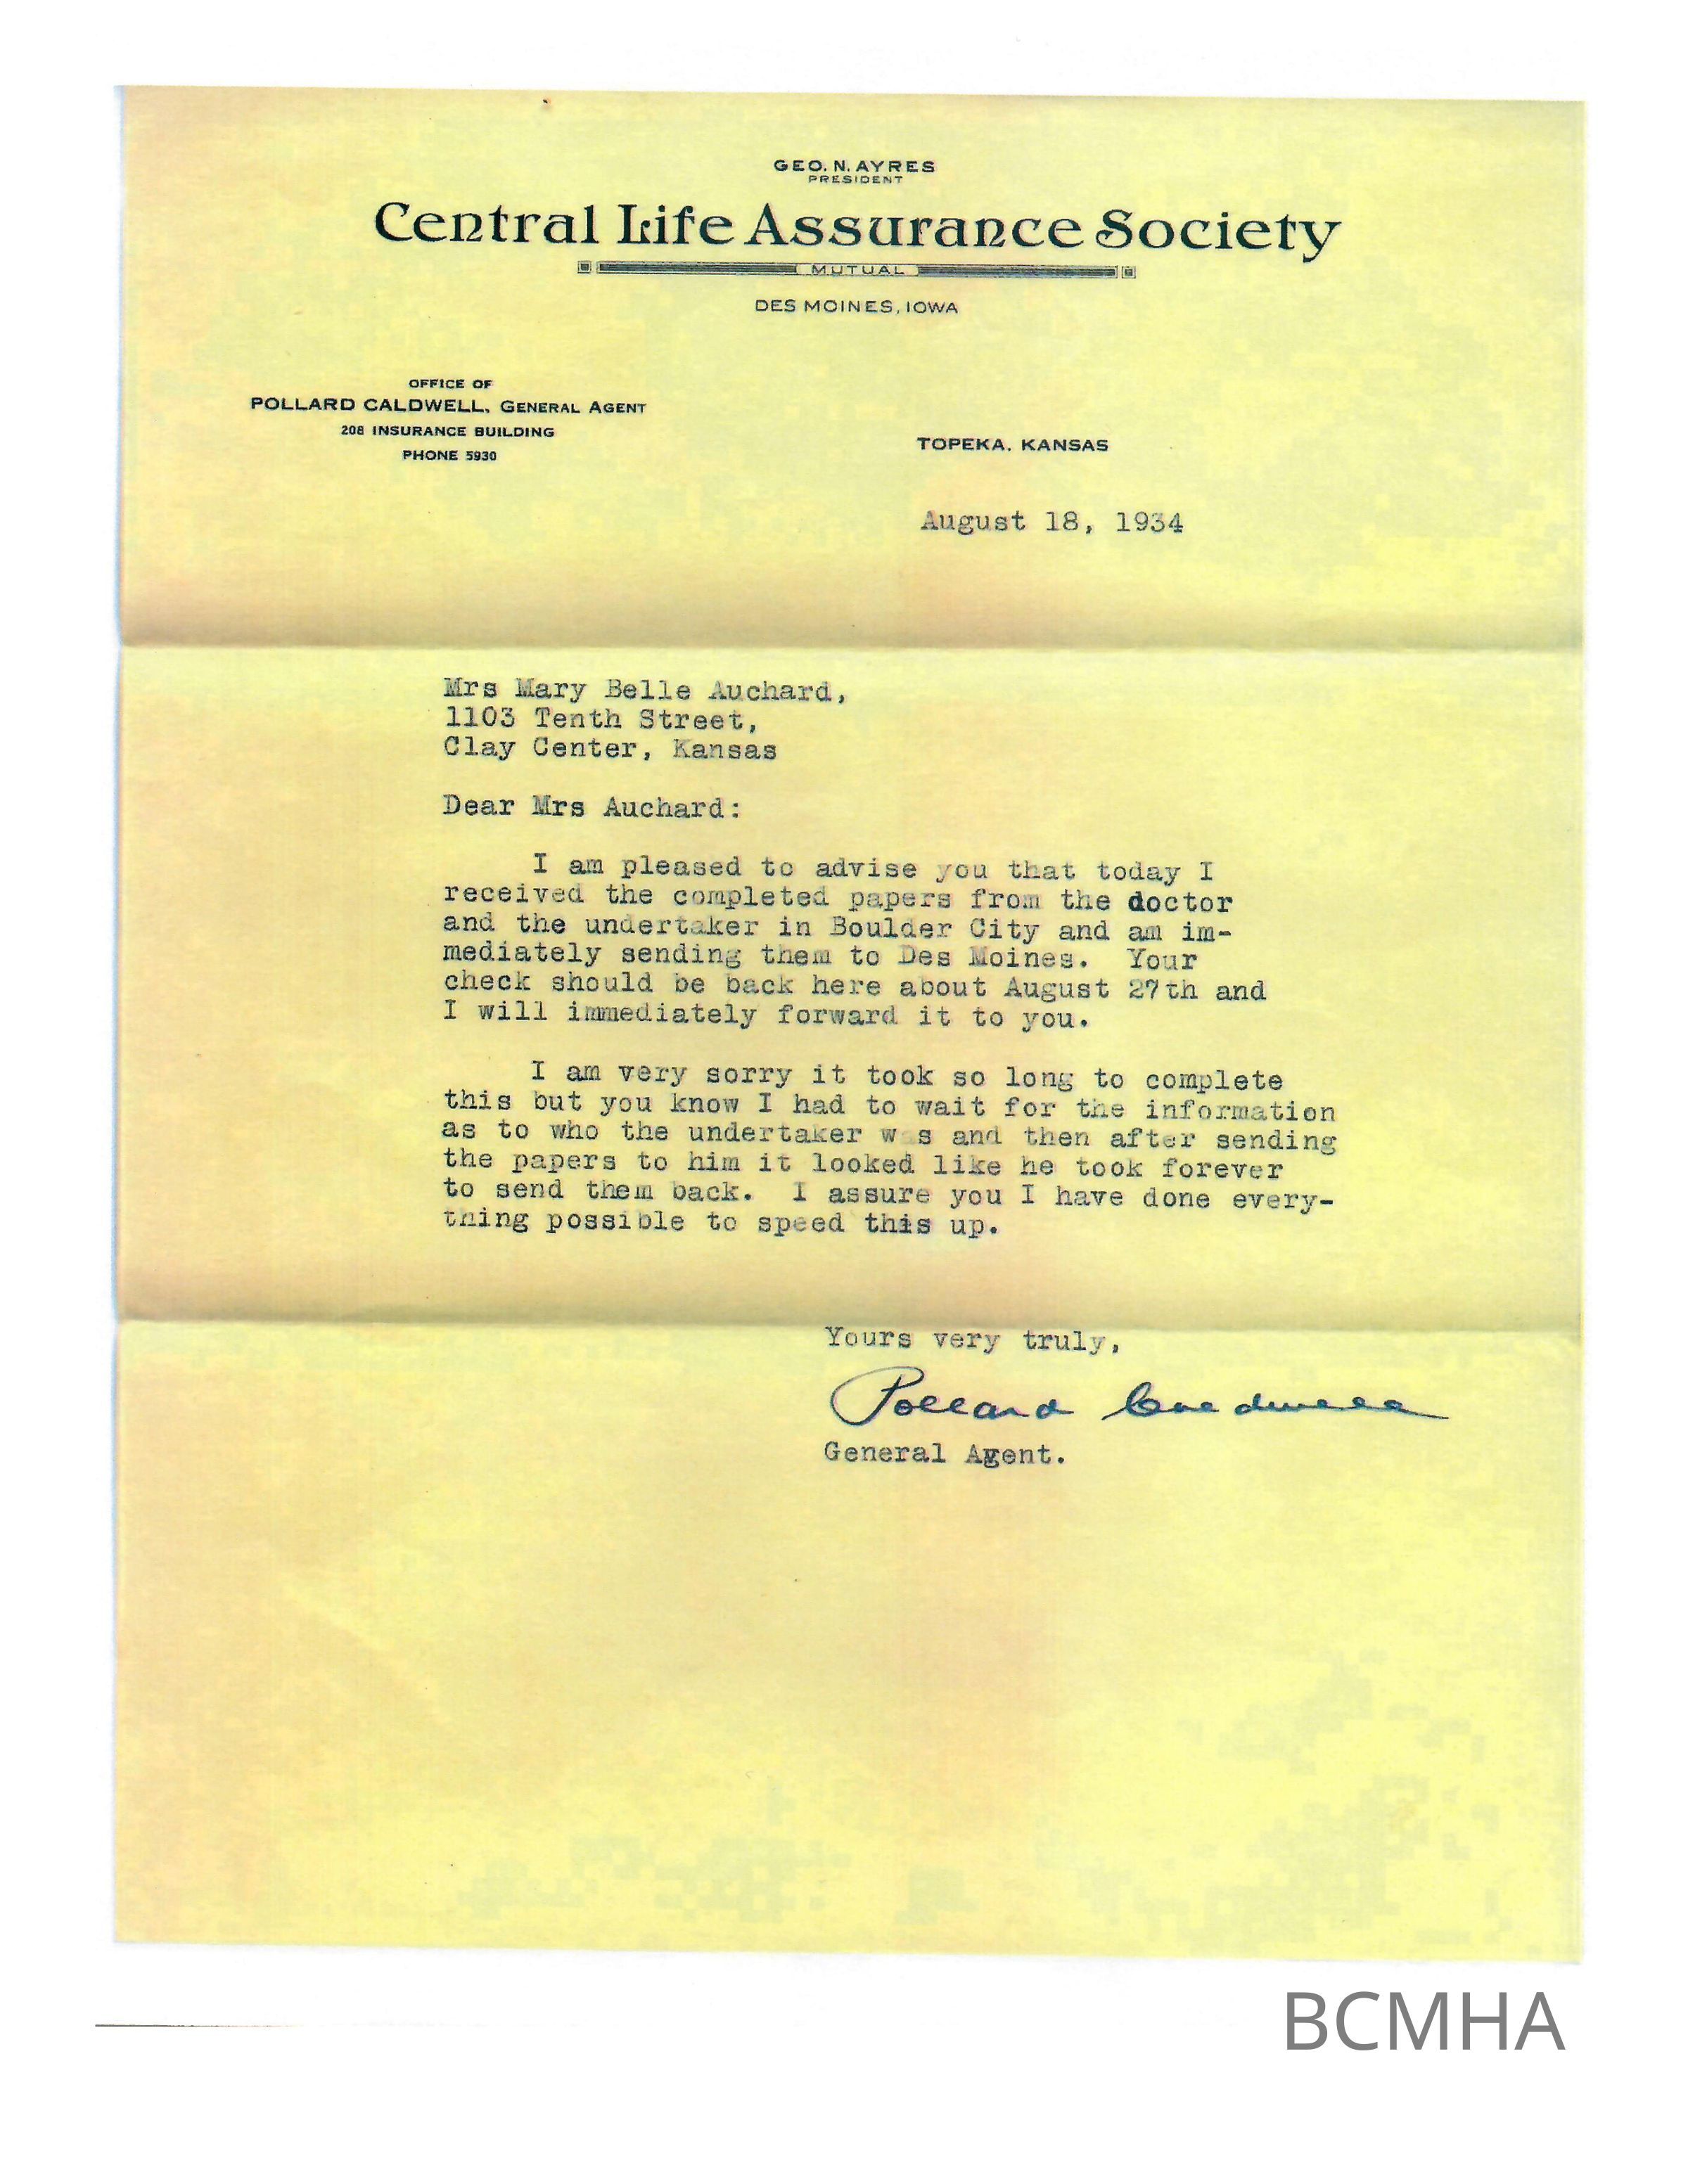 GEO. N. AYRES
PRESIDENT
Central Life Assurance Society
MUTUAL
DES MOINES, IOWA
OFFICE OF
POLLARD CALDWELL, GENERAL AGENT
208 INSURANCE BUILDING
PHONE 5930
TOPEKA, KANSAS
August 18, 1934
Mrs Mary Belle Auchard,
1103 Tenth Street,
Clay Center, Kansas
Dear Mrs Auchard:
I am pleased to advise you that today I
received the completed papers from the doctor
and the undertaker in Boulder City and am im-
mediately sending them to Des Moines. Your
check should be back here about August 27th and
I will immediately forward it to you.
I am very sorry it took so long to complete
this but you know I had to wait for the information
as to who the undertaker was and then after sending
the papers to him it looked like he took forever
to send them back. I assure you I have done every-
thing possible to speed this up.
Yours very truly,
Pollard Caldwell
General Agent.
BCMHA